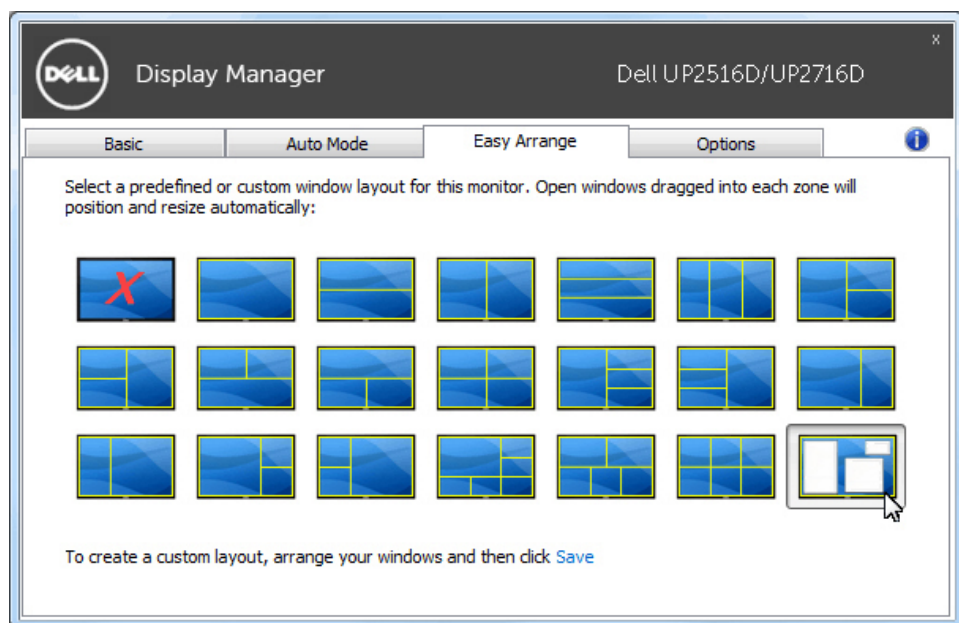 x
DELL
Display Manager
Dell UP2516D/UP2716D
Basic
Auto Mode
Easy Arrange
Options
i
Select a predefined or custom window layout for this monitor. Open windows dragged into each zone will
position and resize automatically:
X
To create a custom layout, arrange your windows and then click Save